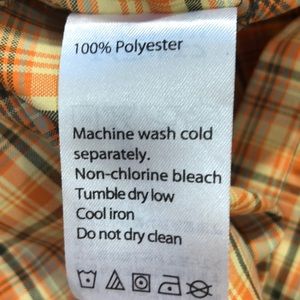 100% Polyester
Machine wash cold
separately.
Non-chlorine bleach
Tumble dry low
Cool iron
Do not dry clean